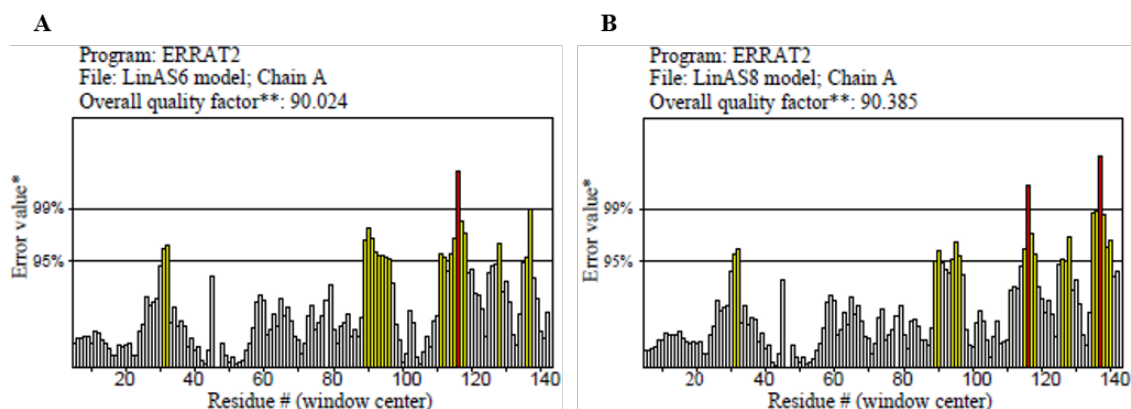 A
Program: ERRAT2
File: LinAS6 model; Chain A
Overall quality factor**: 90.024
Error value*
99%
95%
20 40 60 80 100 120 140
Residue # (window center)
B
Program: ERRAT2
File: LinAS8 model; Chain A
Overall quality factor**: 90.385
Error value*
99%
95%
20 40 60 80 100 120 140
Residue # (window center)